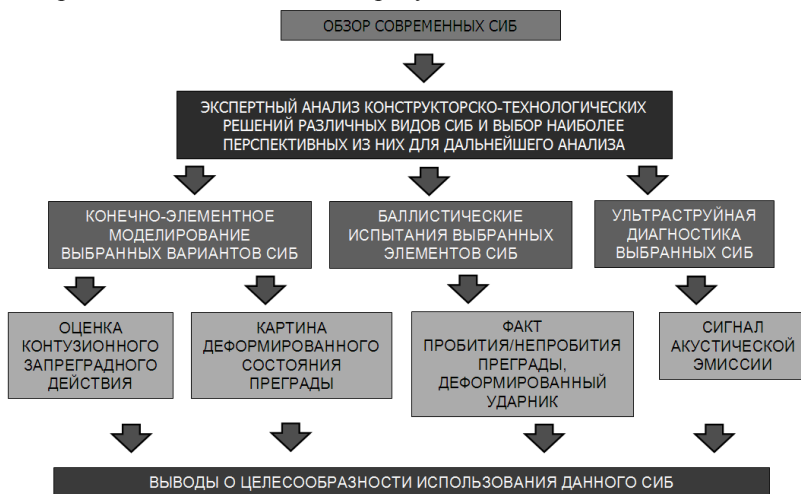 ОБЗОР СОВРЕМЕННЫХ СИБ
ЭКСПЕРТНЫЙ АНАЛИЗ КОНСТРУКТОРСКО-ТЕХНОЛОГИЧЕСКИХ
РЕШЕНИЙ РАЗЛИЧНЫХ ВИДОВ СИБ И ВЫБОР НАИБОЛЕЕ
ПЕРСПЕКТИВНЫХ ИЗ НИХ ДЛЯ ДАЛЬНЕЙШЕГО АНАЛИЗА
КОНЕЧНО-ЭЛЕМЕНТНОЕ
МОДЕЛИРОВАНИЕ
ВЫБРАННЫХ ВАРИАНТОВ СИБ
БАЛЛИСТИЧЕСКИЕ
ИСПЫТАНИЯ ВЫБРАННЫХ
ЭЛЕМЕНТОВ СИБ
УЛЬТРАСТРУЙНАЯ
ДИАГНОСТИКА
ВЫБРАННЫХ СИБ
ОЦЕНКА
КОНТУЗИОННОГО
ЗАПРЕГРАДНОГО
ДЕЙСТВИЯ
КАРТИНА
ДЕФОРМИРОВАННОГО
СОСТОЯНИЯ
ПРЕГРАДЫ
ФАКТ
ПРОБИТИЯ/НЕПРОБИТИЯ
ПРЕГРАДЫ,
ДЕФОРМИРОВАННЫЙ
УДАРНИК
СИГНАЛ
АКУСТИЧЕСКОЙ
ЭМИССИИ
ВЫВОДЫ О ЦЕЛЕСООБРАЗНОСТИ ИСПОЛЬЗОВАНИЯ ДАННОГО СИБ